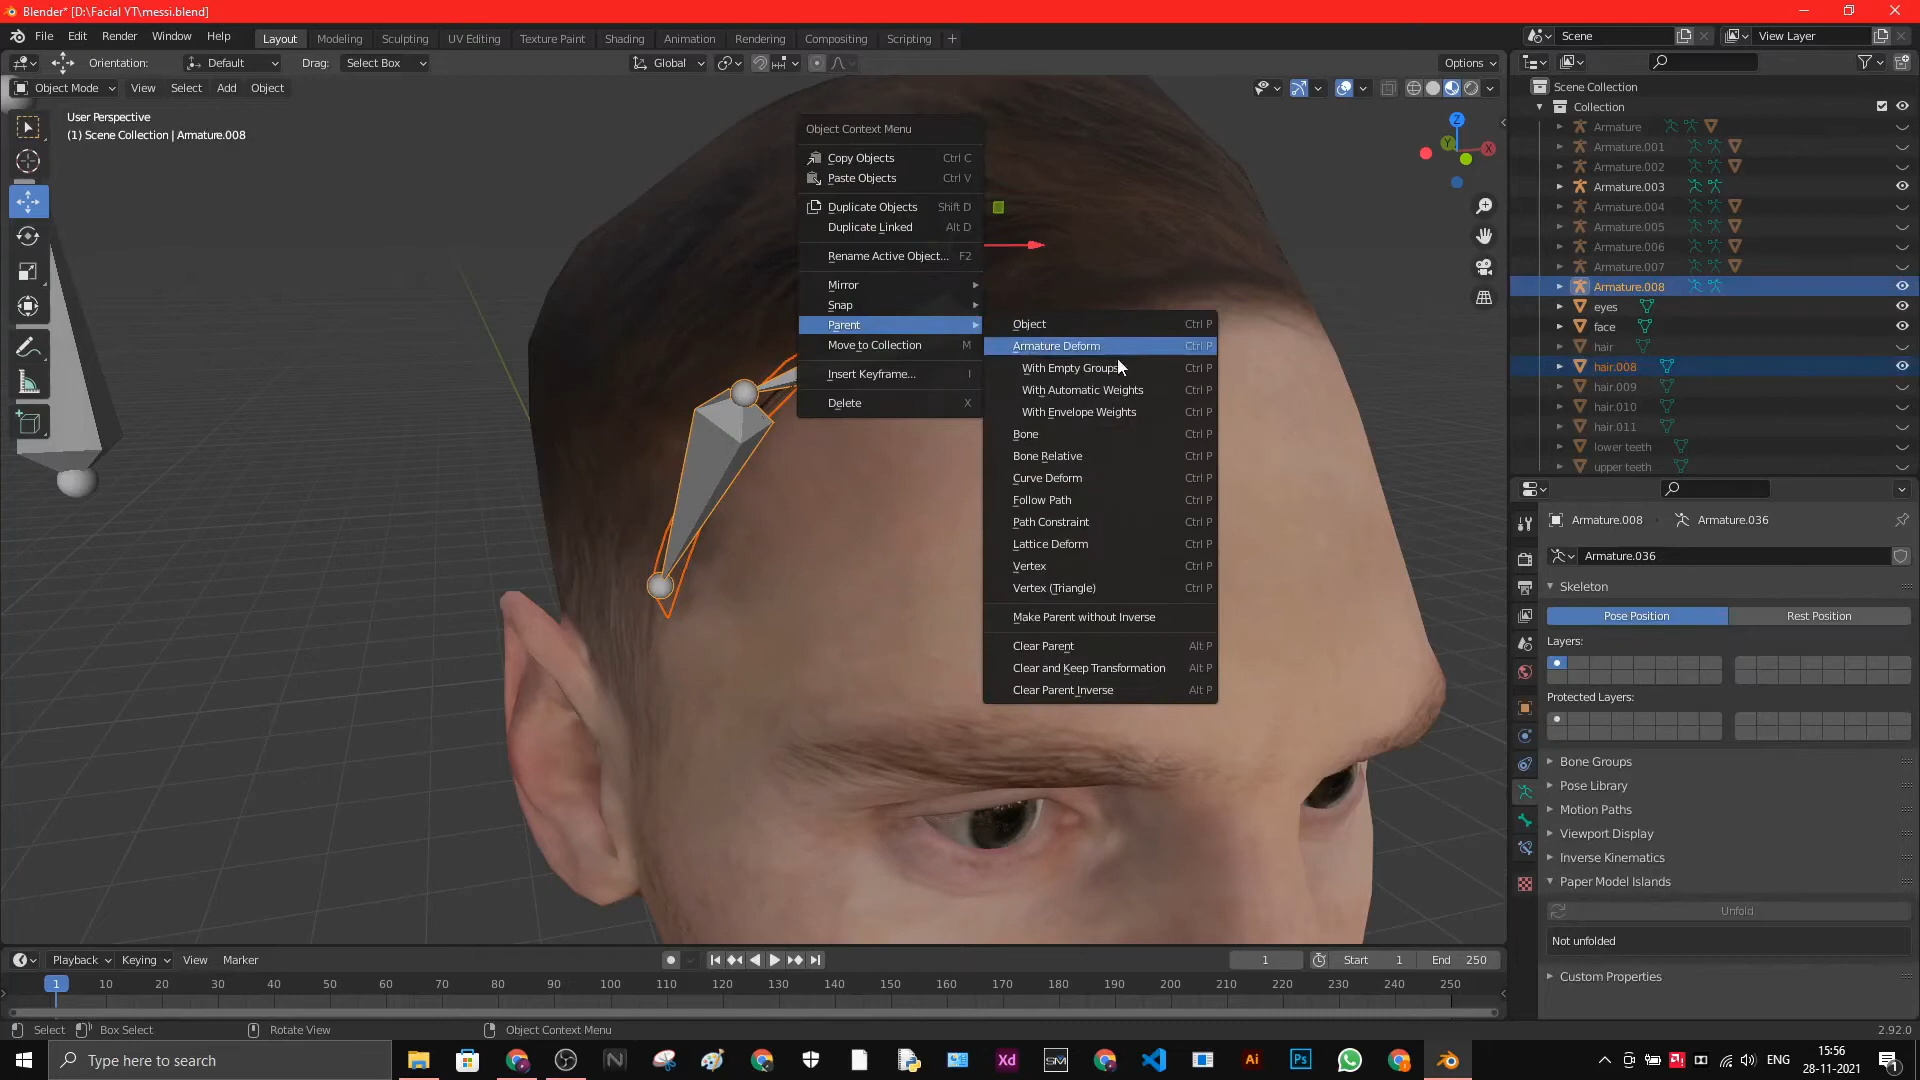 Blender* [D:\Facial YT\messi.blend]
File Edit Render Window Help
Layout Modeling Sculpting UV Editing Texture Paint Shading Animation Rendering Compositing Scripting +
Scene
View Layer
Orientation: Default Drag: Select Box
Global
Options
Object Mode View Select Add Object
User Perspective
(1) Scene Collection | Armature.008
Z
Y
X
Object Context Menu
Copy Objects Ctrl C
Paste Objects Ctrl V
Duplicate Objects Shift D
Duplicate Linked Alt D
Rename Active Object... F2
Mirror
Snap
Parent
Move to Collection M
Insert Keyframe... I
Delete X
Object Ctrl P
Armature Deform Ctrl P
With Empty Groups Ctrl P
With Automatic Weights Ctrl P
With Envelope Weights Ctrl P
Bone Ctrl P
Bone Relative Ctrl P
Curve Deform Ctrl P
Follow Path Ctrl P
Path Constraint Ctrl P
Lattice Deform Ctrl P
Vertex Ctrl P
Vertex (Triangle) Ctrl P
Make Parent without Inverse
Clear Parent Alt P
Clear and Keep Transformation Alt P
Clear Parent Inverse Alt P
Scene Collection
Collection
Armature
Armature.001
Armature.002
Armature.003
Armature.004
Armature.005
Armature.006
Armature.007
Armature.008
eyes
face
hair
hair.008
hair.009
hair.010
hair.011
lower teeth
upper teeth
Armature.008 Armature.036
Armature.036
Skeleton
Pose Position Rest Position
Layers:
Protected Layers:
Bone Groups
Pose Library
Motion Paths
Viewport Display
Inverse Kinematics
Paper Model Islands
Unfold
Not unfolded
Custom Properties
Playback Keying View Marker
1 Start 1 End 250
1 10 20 30 40 50 60 70 80 90 100 110 120 130 140 150 160 170 180 190 200 210 220 230 240 250
Select Box Select Rotate View Object Context Menu
2.92.0
Type here to search
N
Xd
SM
Ai
Ps
ENG
15:56
28-11-2021
1